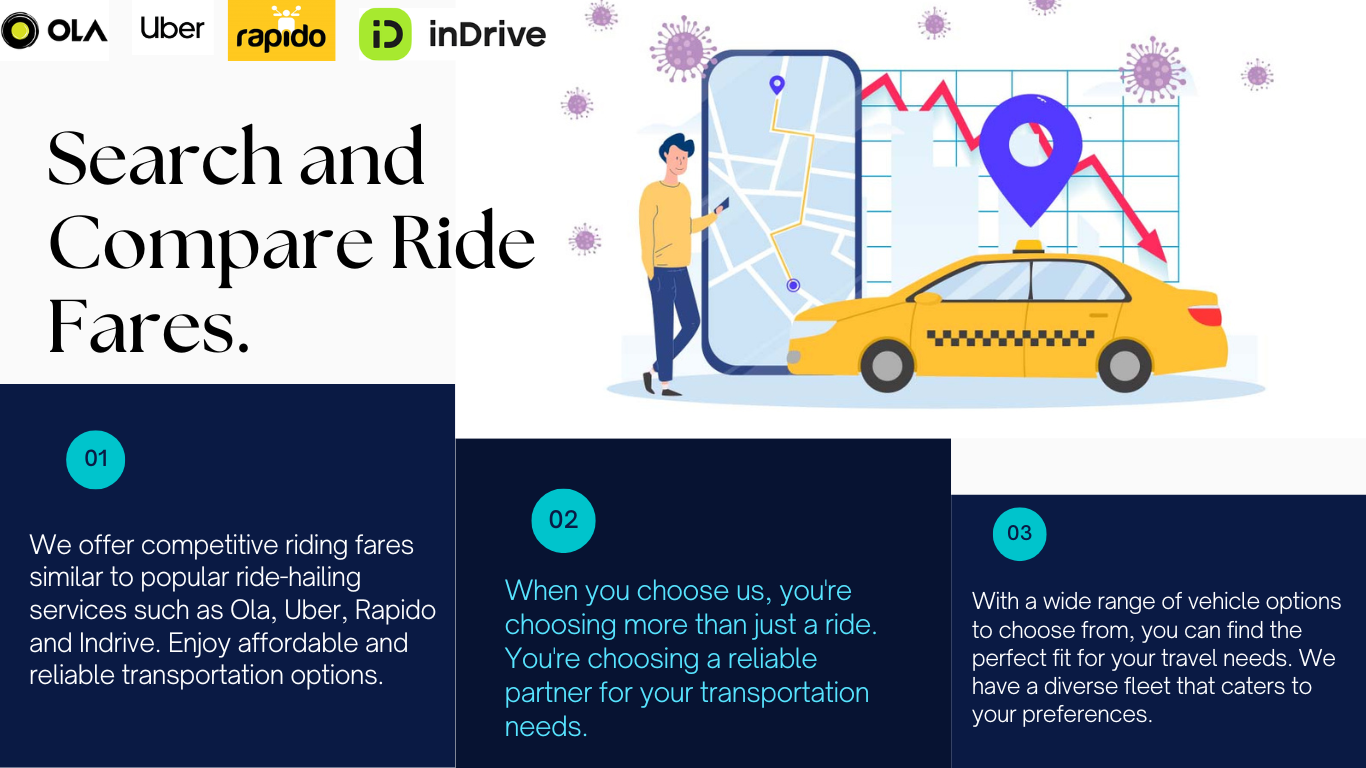 OLA
Uber
rapido
iD inDrive
Search and
Compare Ride
Fares.
01
We offer competitive riding fares
similar to popular ride-hailing
services such as Ola, Uber, Rapido
and Indrive. Enjoy affordable and
reliable transportation options.
02
When you choose us, you're
choosing more than just a ride.
You're choosing a reliable
partner for your transportation
needs.
03
With a wide range of vehicle options
to choose from, you can find the
perfect fit for your travel needs. We
have a diverse fleet that caters to
your preferences.